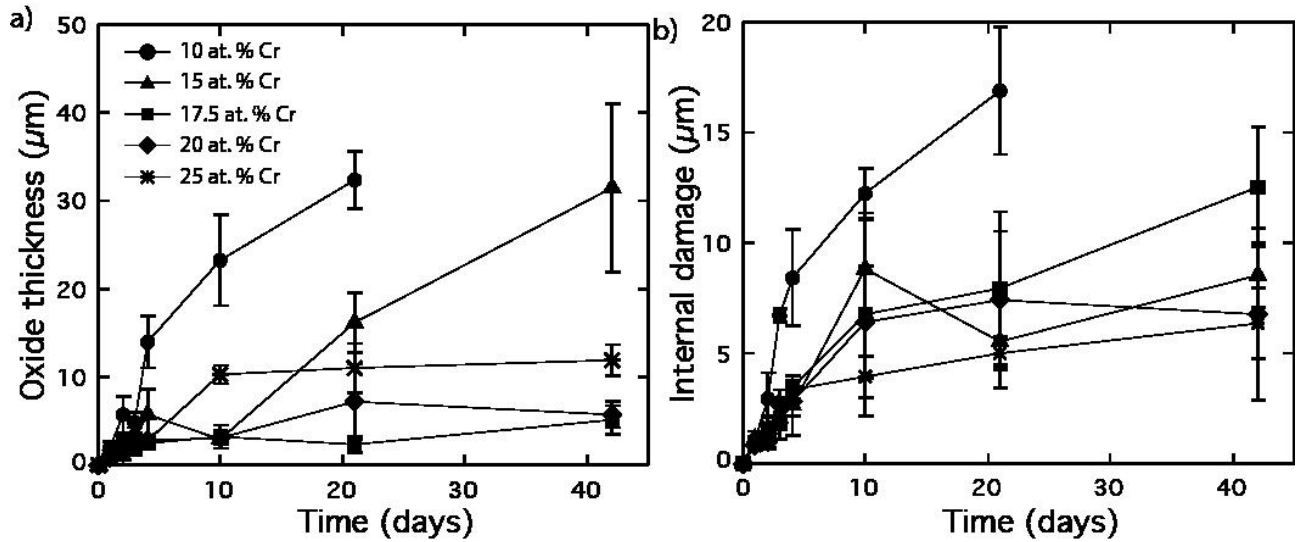 a)
50
40
30
20
10
0
Oxide thickness (µm)
10 at. % Cr
15 at. % Cr
17.5 at. % Cr
20 at. % Cr
25 at. % Cr
0 10 20 30 40
Time (days)
b)
20
15
10
5
0
Internal damage (µm)
0 10 20 30 40
Time (days)